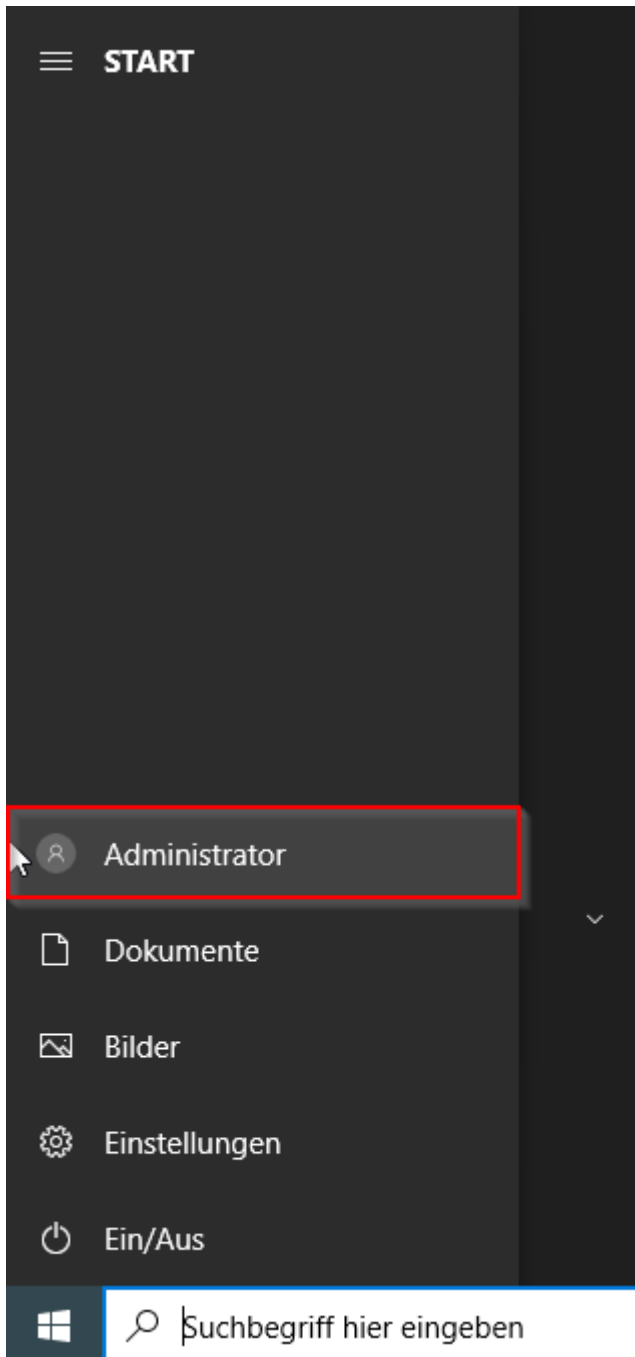 START
Administrator
Dokumente
Bilder
Einstellungen
Ein/Aus
Suchbegriff hier eingeben